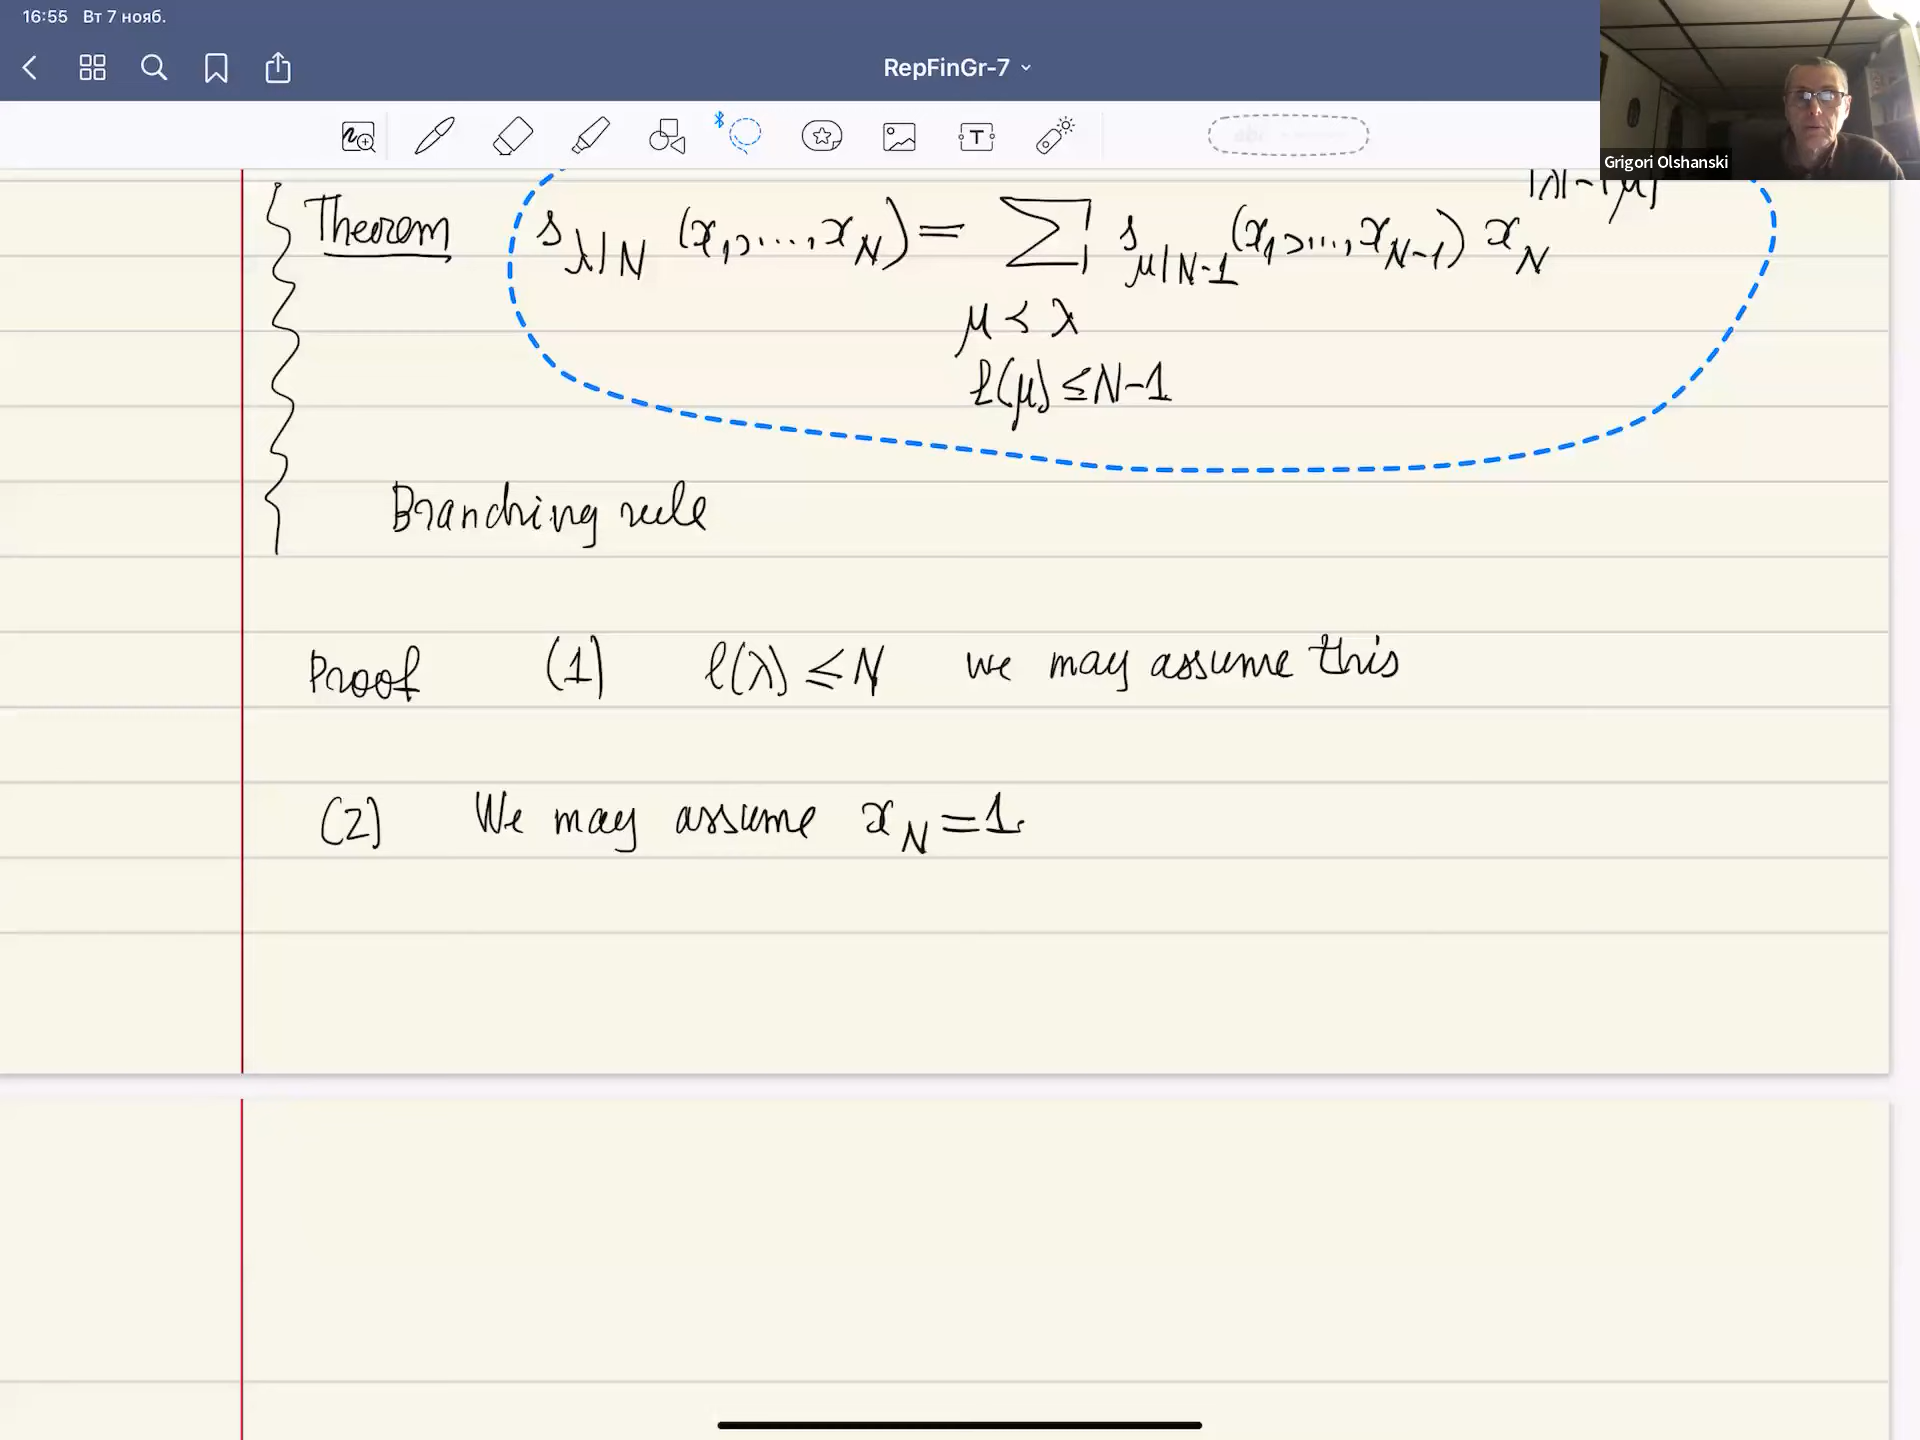 16:55 Вт 7 нояб.
RepFinGr-7
Grigori Olshanski
Theorem s_{λ|N} (x_1,...,x_N) = ∑ s_{μ|N-1} (x_1,...,x_{N-1}) x_N^{|λ|-|μ|}
μ ≺ λ
ℓ(μ) ≤ N-1
Branching rule
Proof (1) ℓ(λ) ≤ N we may assume this
(2) We may assume x_N = 1.